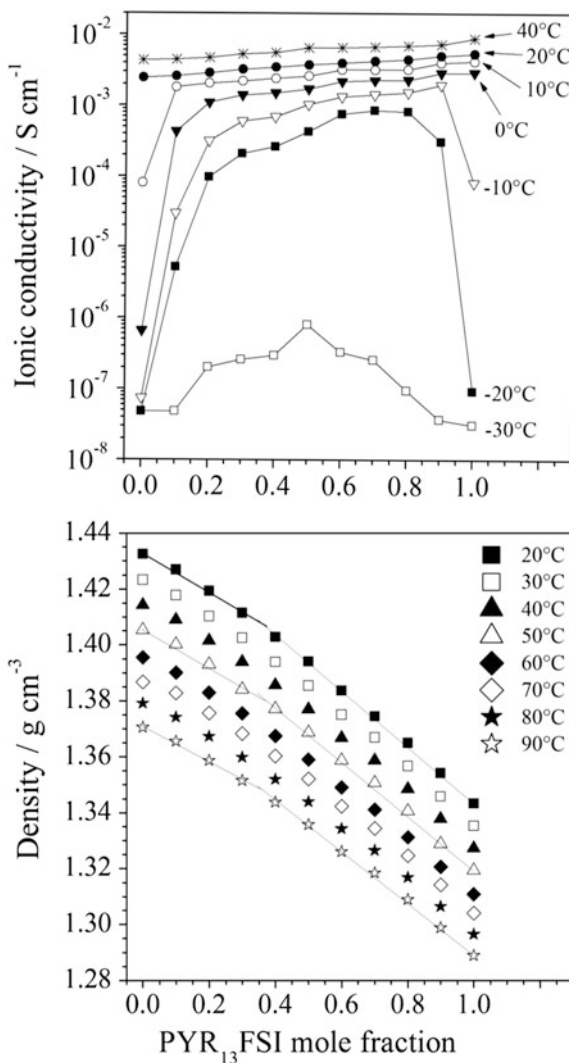 10⁻²
10⁻³
10⁻⁴
10⁻⁵
10⁻⁶
10⁻⁷
10⁻⁸
Ionic conductivity / S cm⁻¹
40°C
20°C
10°C
0°C
-10°C
-20°C
-30°C
0.0 0.2 0.4 0.6 0.8 1.0
1.44
1.42
1.40
1.38
1.36
1.34
1.32
1.30
1.28
Density / g cm⁻³
20°C
30°C
40°C
50°C
60°C
70°C
80°C
90°C
0.0 0.2 0.4 0.6 0.8 1.0
PYR₁₃FSI mole fraction